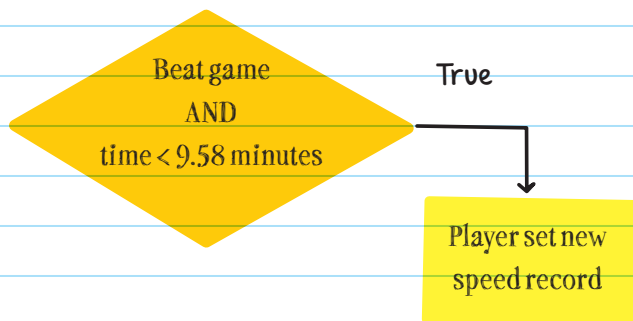 Beat game
AND
time < 9.58 minutes
True
Player set new
speed record